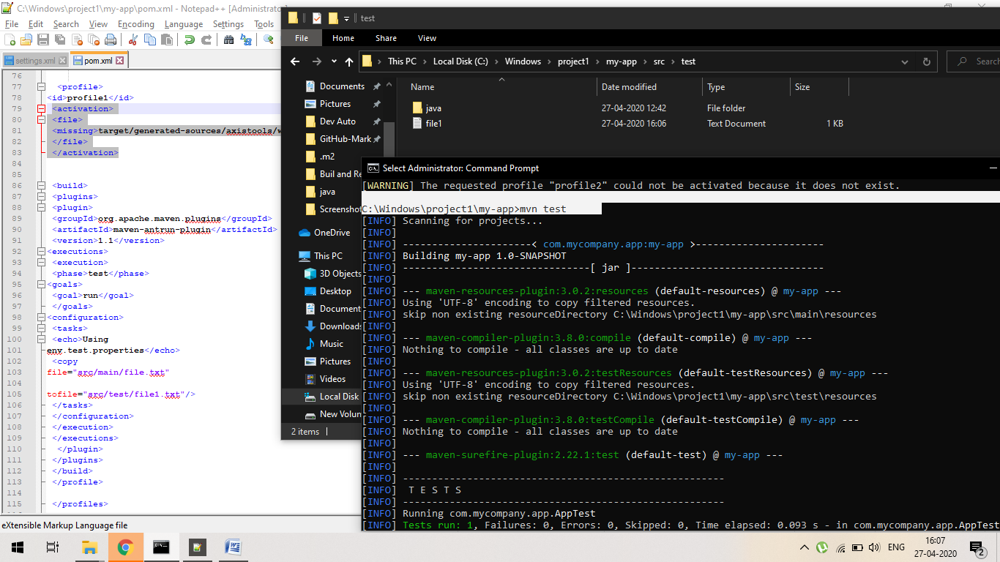 C:\Windows\project1\my-app\pom.xml - Notepad++ [Administrator]
File Edit Search View Encoding Language Settings Tools
settings.xml pom.xml
76
77 <profile>
78 <id>profile1</id>
79 <activation>
80 <file>
81 <missing>target/generated-sources/axistools/
82 </file>
83 </activation>
84
85
86 <build>
87 <plugins>
88 <plugin>
89 <groupId>org.apache.maven.plugins</groupId>
90 <artifactId>maven-antrun-plugin</artifactId>
91 <version>1.1</version>
92 <executions>
93 <execution>
94 <phase>test</phase>
95 <goals>
96 <goal>run</goal>
97 </goals>
98 <configuration>
99 <tasks>
100 <echo>Using
101 env.test.properties</echo>
102 <copy
103 file="src/main/file.txt"
104
105 tofile="src/test/file1.txt"/>
106 </tasks>
107 </configuration>
108 </execution>
109 </executions>
110 </plugin>
111 </plugins>
112 </build>
113 </profile>
114
115 </profiles>
eXtensible Markup Language file
test
File Home Share View
This PC > Local Disk (C:) > Windows > project1 > my-app > src > test
Search
Name Date modified Type Size
java 27-04-2020 12:42 File folder
file1 27-04-2020 16:06 Text Document 1 KB
Documents
Pictures
Dev Auto
GitHub-Mark
.m2
Buil and Re
java
Screenshot
OneDrive
This PC
3D Objects
Desktop
Document
Downloads
Music
Pictures
Videos
Local Disk
New Volum
2 items
Select Administrator: Command Prompt
[WARNING] The requested profile "profile2" could not be activated because it does not exist.
C:\Windows\project1\my-app>mvn test
[INFO] Scanning for projects...
[INFO]
[INFO] ----------------------< com.mycompany.app:my-app >----------------------
[INFO] Building my-app 1.0-SNAPSHOT
[INFO] --------------------------------[ jar ]---------------------------------
[INFO]
[INFO] --- maven-resources-plugin:3.0.2:resources (default-resources) @ my-app ---
[INFO] Using 'UTF-8' encoding to copy filtered resources.
[INFO] skip non existing resourceDirectory C:\Windows\project1\my-app\src\main\resources
[INFO]
[INFO] --- maven-compiler-plugin:3.8.0:compile (default-compile) @ my-app ---
[INFO] Nothing to compile - all classes are up to date
[INFO]
[INFO] --- maven-resources-plugin:3.0.2:testResources (default-testResources) @ my-app ---
[INFO] Using 'UTF-8' encoding to copy filtered resources.
[INFO] skip non existing resourceDirectory C:\Windows\project1\my-app\src\test\resources
[INFO]
[INFO] --- maven-compiler-plugin:3.8.0:testCompile (default-testCompile) @ my-app ---
[INFO] Nothing to compile - all classes are up to date
[INFO]
[INFO] --- maven-surefire-plugin:2.22.1:test (default-test) @ my-app ---
[INFO]
[INFO] -------------------------------------------------------
[INFO] T E S T S
[INFO] -------------------------------------------------------
[INFO] Running com.mycompany.app.AppTest
[INFO] Tests run: 1, Failures: 0, Errors: 0, Skipped: 0, Time elapsed: 0.093 s - in com.mycompany.app.AppTest
ENG
16:07
27-04-2020
2